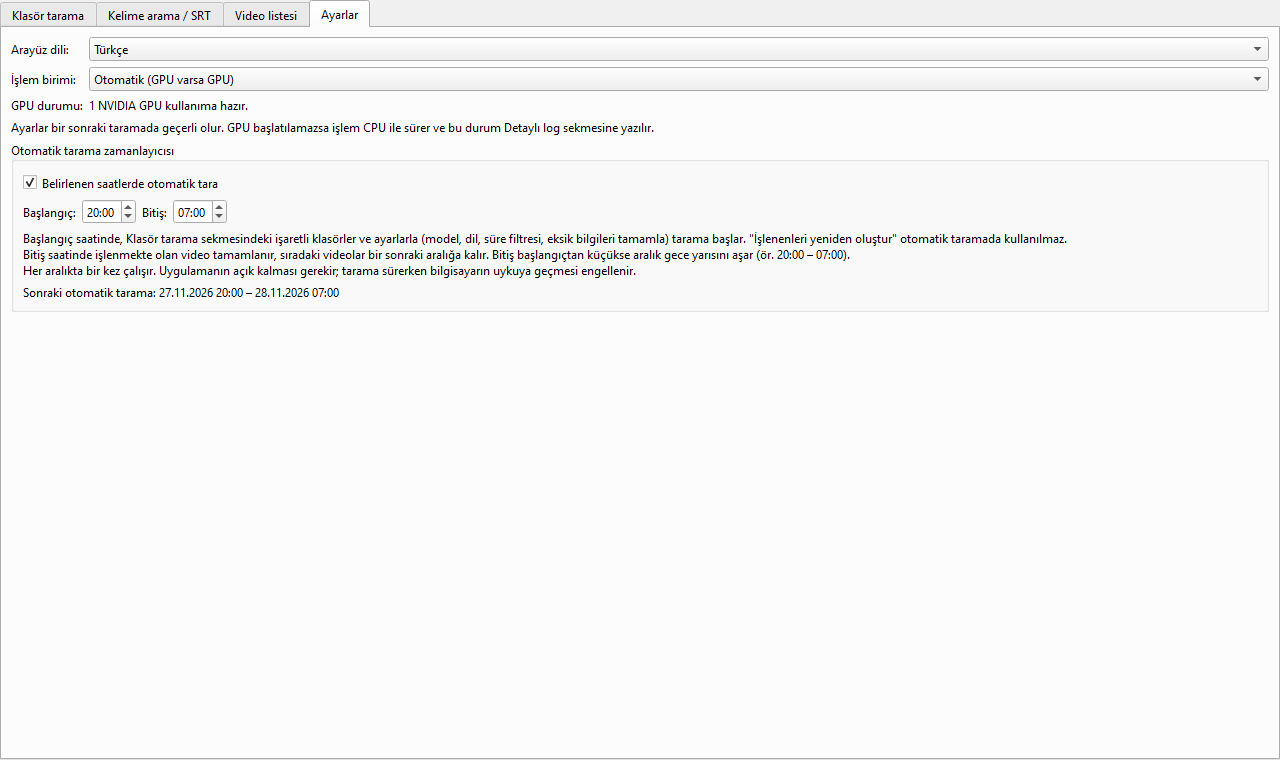 Klasör tarama
Kelime arama / SRT
Video listesi
Ayarlar
Arayüz dili: Türkçe
İşlem birimi: Otomatik (GPU varsa GPU)
GPU durumu: 1 NVIDIA GPU kullanıma hazır.
Ayarlar bir sonraki taramada geçerli olur. GPU başlatılamazsa işlem CPU ile sürer ve bu durum Detaylı log sekmesine yazılır.
Otomatik tarama zamanlayıcısı
Belirlenen saatlerde otomatik tara
Başlangıç: 20:00 Bitiş: 07:00
Başlangıç saatinde, Klasör tarama sekmesindeki işaretli klasörler ve ayarlarla (model, dil, süre filtresi, eksik bilgileri tamamla) tarama başlar. "İşlenenleri yeniden oluştur" otomatik taramada kullanılmaz.
Bitiş saatinde işlenmekte olan video tamamlanır, sıradaki videolar bir sonraki aralığa kalır. Bitiş başlangıçtan küçükse aralık gece yarısını aşar (ör. 20:00 – 07:00).
Her aralıkta bir kez çalışır. Uygulamanın açık kalması gerekir; tarama sürerken bilgisayarın uykuya geçmesi engellenir.
Sonraki otomatik tarama: 27.11.2026 20:00 – 28.11.2026 07:00